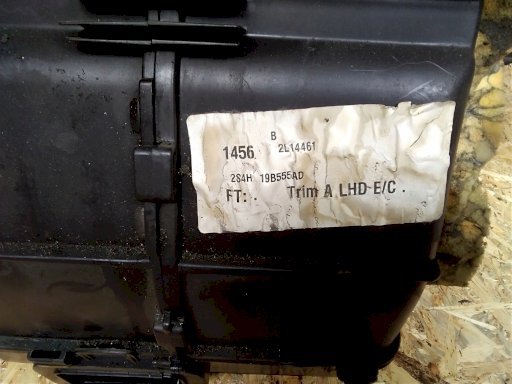 B
1456 2L14461
2S4H 19B555AD
FT: . Trim A LHD E/C .